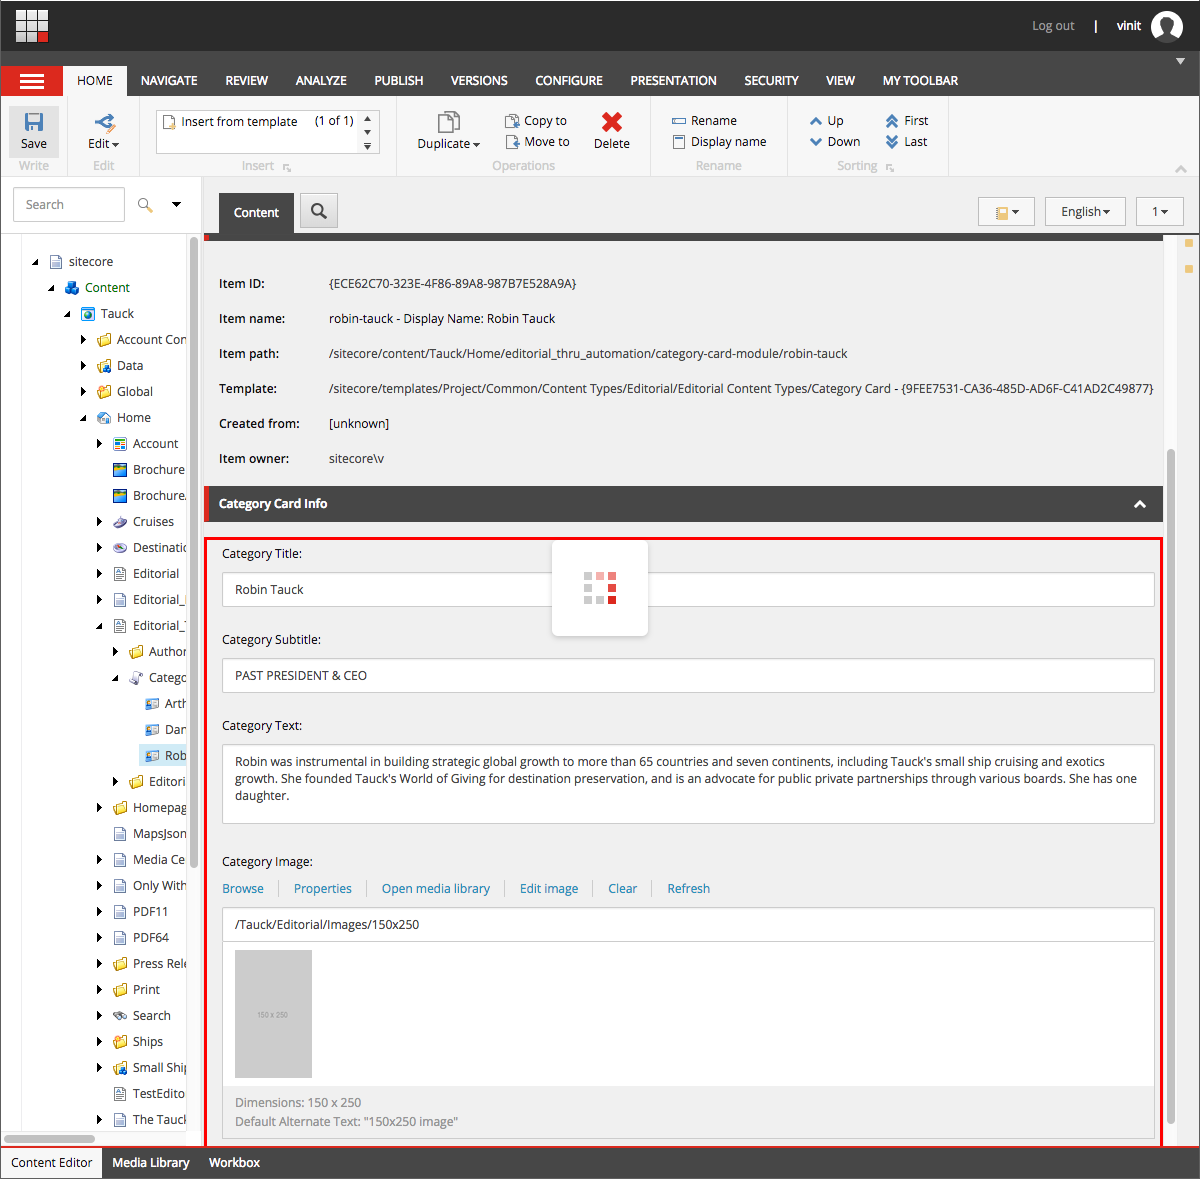 Log out | vinit
HOME NAVIGATE REVIEW ANALYZE PUBLISH VERSIONS CONFIGURE PRESENTATION SECURITY VIEW MY TOOLBAR
Save
Write
Edit
Edit
Insert from template (1 of 1)
Insert
Duplicate
Copy to
Move to
Delete
Operations
Rename
Display name
Rename
Up
Down
First
Last
Sorting
Search
sitecore
Content
Tauck
Account Con
Data
Global
Home
Account
Brochure
Brochure
Cruises
Destinatio
Editorial
Editorial_
Editorial_
Author
Catego
Arth
Dan
Rob
Editori
Homepag
MapsJson
Media Ce
Only With
PDF11
PDF64
Press Rele
Print
Search
Ships
Small Ship
TestEdito
The Tauck
Content
English
1
Item ID: {ECE62C70-323E-4F86-89A8-987B7E528A9A}
Item name: robin-tauck - Display Name: Robin Tauck
Item path: /sitecore/content/Tauck/Home/editorial_thru_automation/category-card-module/robin-tauck
Template: /sitecore/templates/Project/Common/Content Types/Editorial/Editorial Content Types/Category Card - {9FEE7531-CA36-485D-AD6F-C41AD2C49877}
Created from: [unknown]
Item owner: sitecore\v
Category Card Info
Category Title:
Robin Tauck
Category Subtitle:
PAST PRESIDENT & CEO
Category Text:
Robin was instrumental in building strategic global growth to more than 65 countries and seven continents, including Tauck's small ship cruising and exotics
growth. She founded Tauck's World of Giving for destination preservation, and is an advocate for public private partnerships through various boards. She has one
daughter.
Category Image:
Browse Properties Open media library Edit image Clear Refresh
/Tauck/Editorial/Images/150x250
150 x 250
Dimensions: 150 x 250
Default Alternate Text: "150x250 image"
Content Editor Media Library Workbox